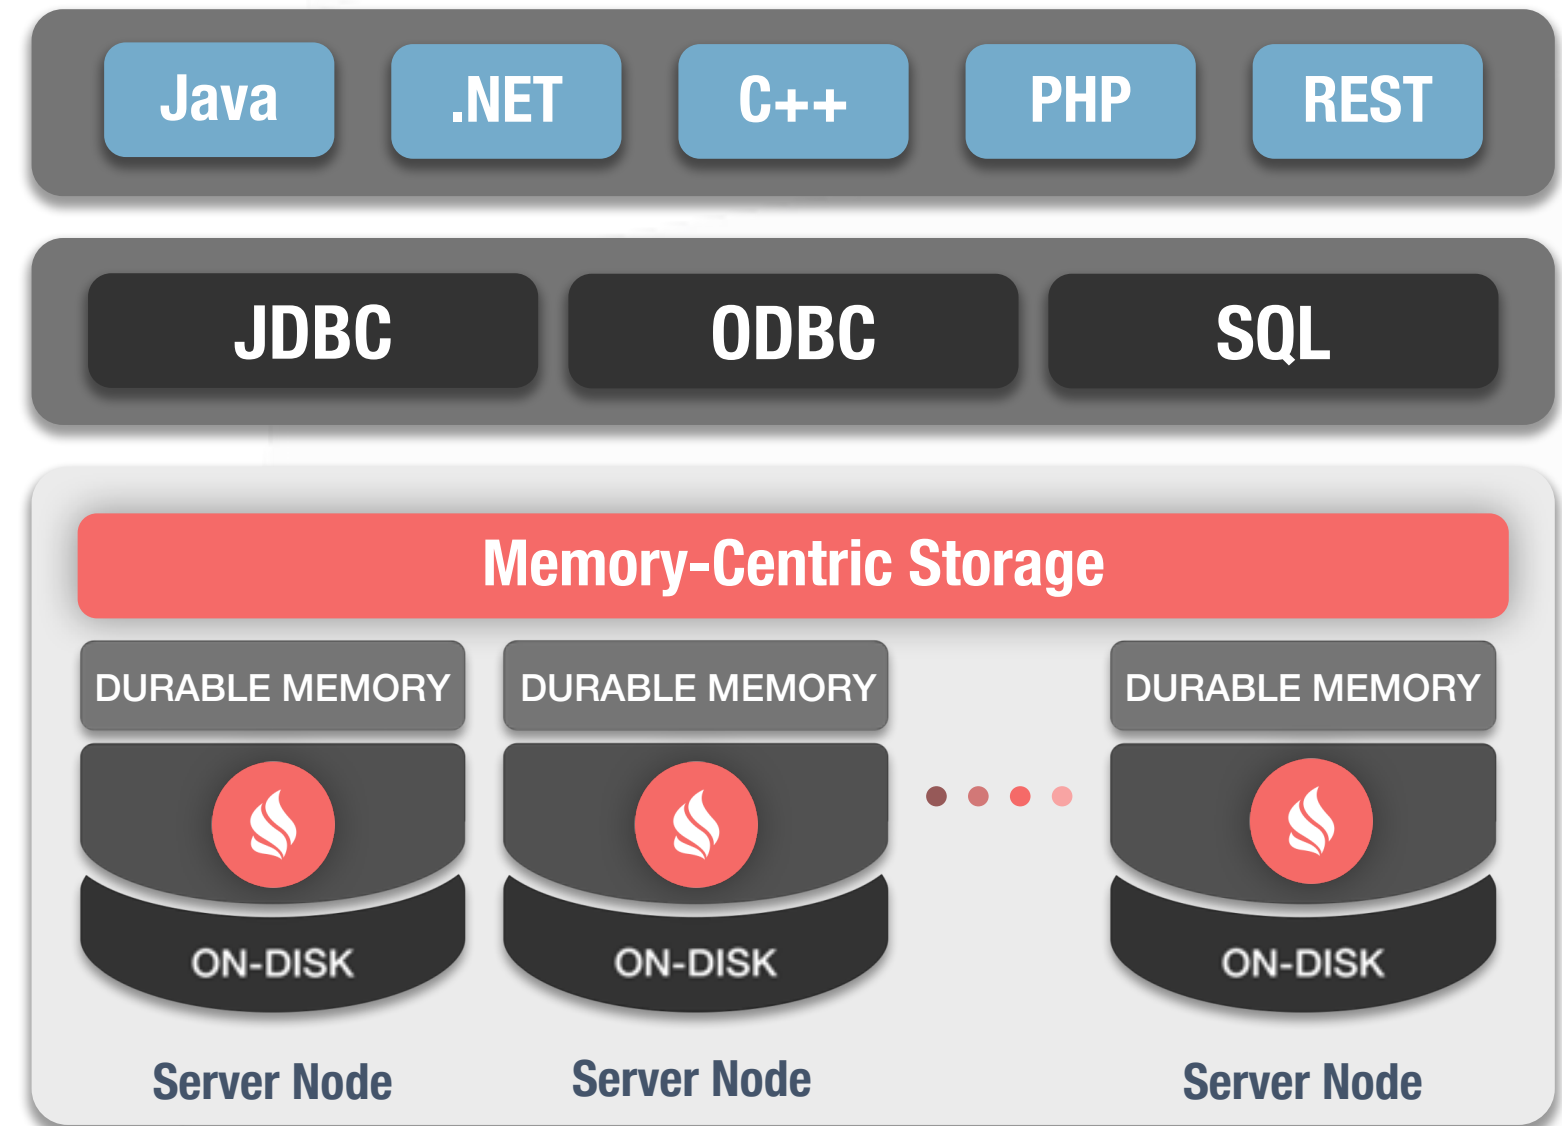 Java .NET C++ PHP REST
JDBC ODBC SQL
Memory-Centric Storage
DURABLE MEMORY DURABLE MEMORY DURABLE MEMORY
ON-DISK ON-DISK ON-DISK
Server Node Server Node Server Node